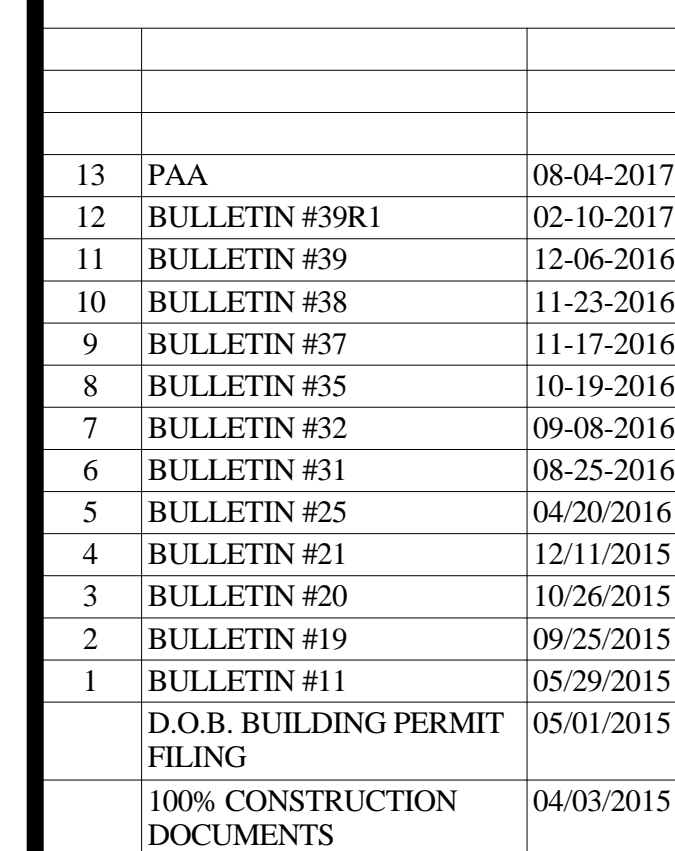 13 PAA 08-04-2017
12 BULLETIN #39R1 02-10-2017
11 BULLETIN #39 12-06-2016
10 BULLETIN #38 11-23-2016
9 BULLETIN #37 11-17-2016
8 BULLETIN #35 10-19-2016
7 BULLETIN #32 09-08-2016
6 BULLETIN #31 08-25-2016
5 BULLETIN #25 04/20/2016
4 BULLETIN #21 12/11/2015
3 BULLETIN #20 10/26/2015
2 BULLETIN #19 09/25/2015
1 BULLETIN #11 05/29/2015
D.O.B. BUILDING PERMIT 05/01/2015
FILING
100% CONSTRUCTION 04/03/2015
DOCUMENTS